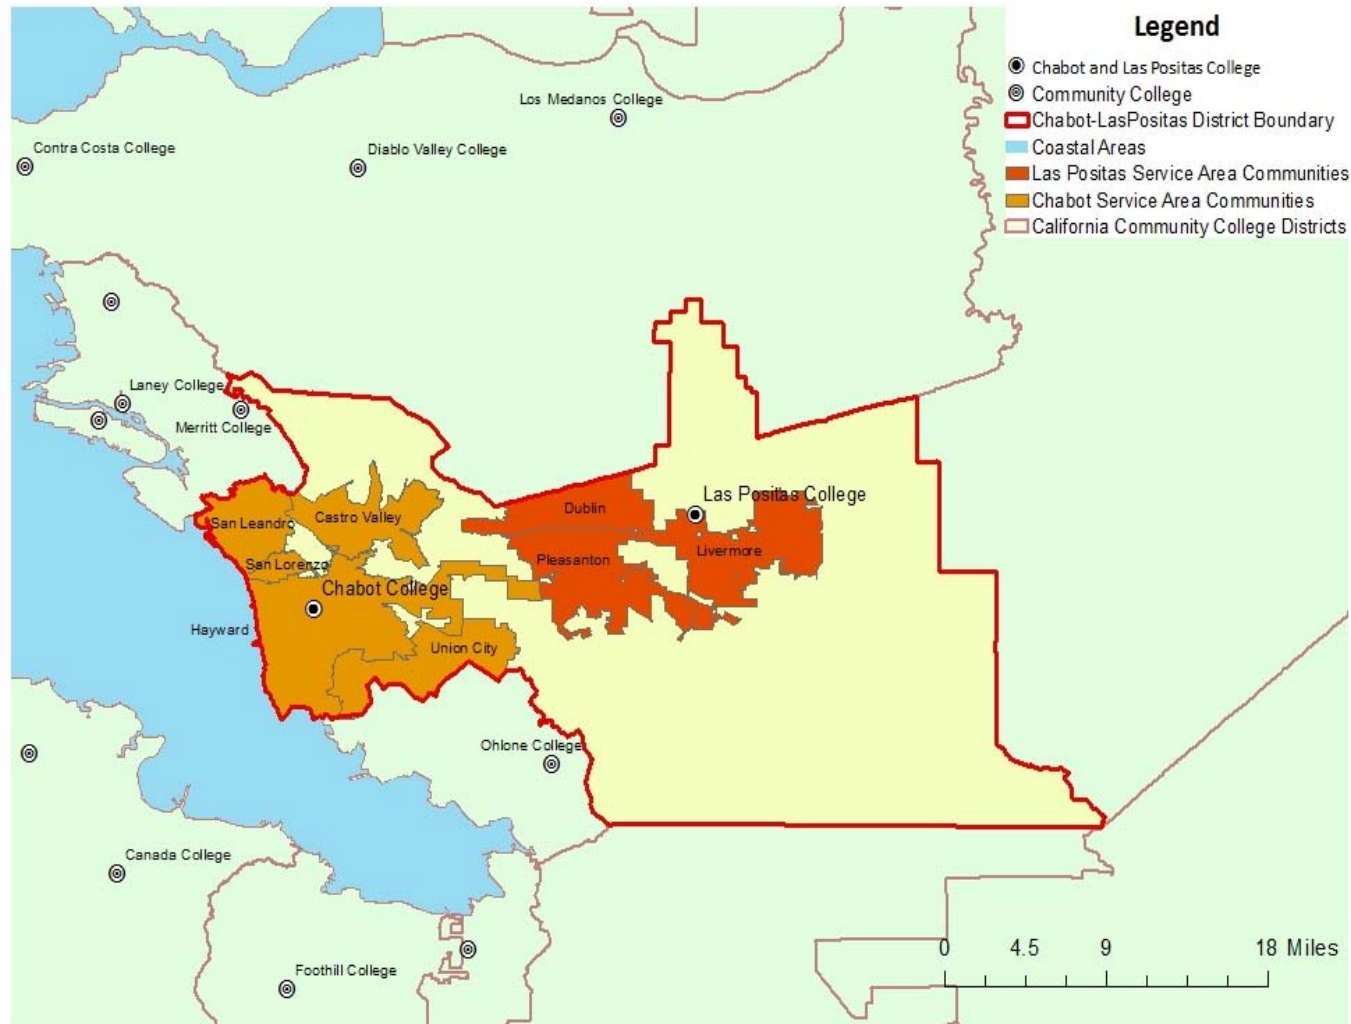 Legend
Chabot and Las Positas College
Community College
Chabot-LasPositas District Boundary
Coastal Areas
Las Positas Service Area Communities
Chabot Service Area Communities
California Community College Districts
Los Medanos College
Contra Costa College
Diablo Valley College
Laney College
Merritt College
Las Positas College
Dublin
San Leandro
Castro Valley
Livermore
Pleasanton
San Lorenzo
Chabot College
Hayward
Union City
Ohlone College
Canada College
Foothill College
0 4.5 9 18 Miles